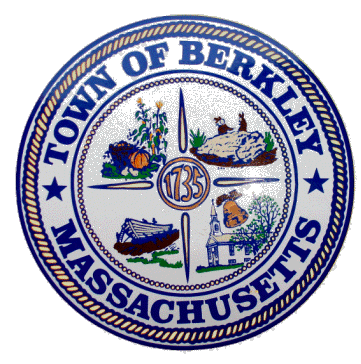 TOWN OF BERKLEY
1735
MASSACHUSETTS